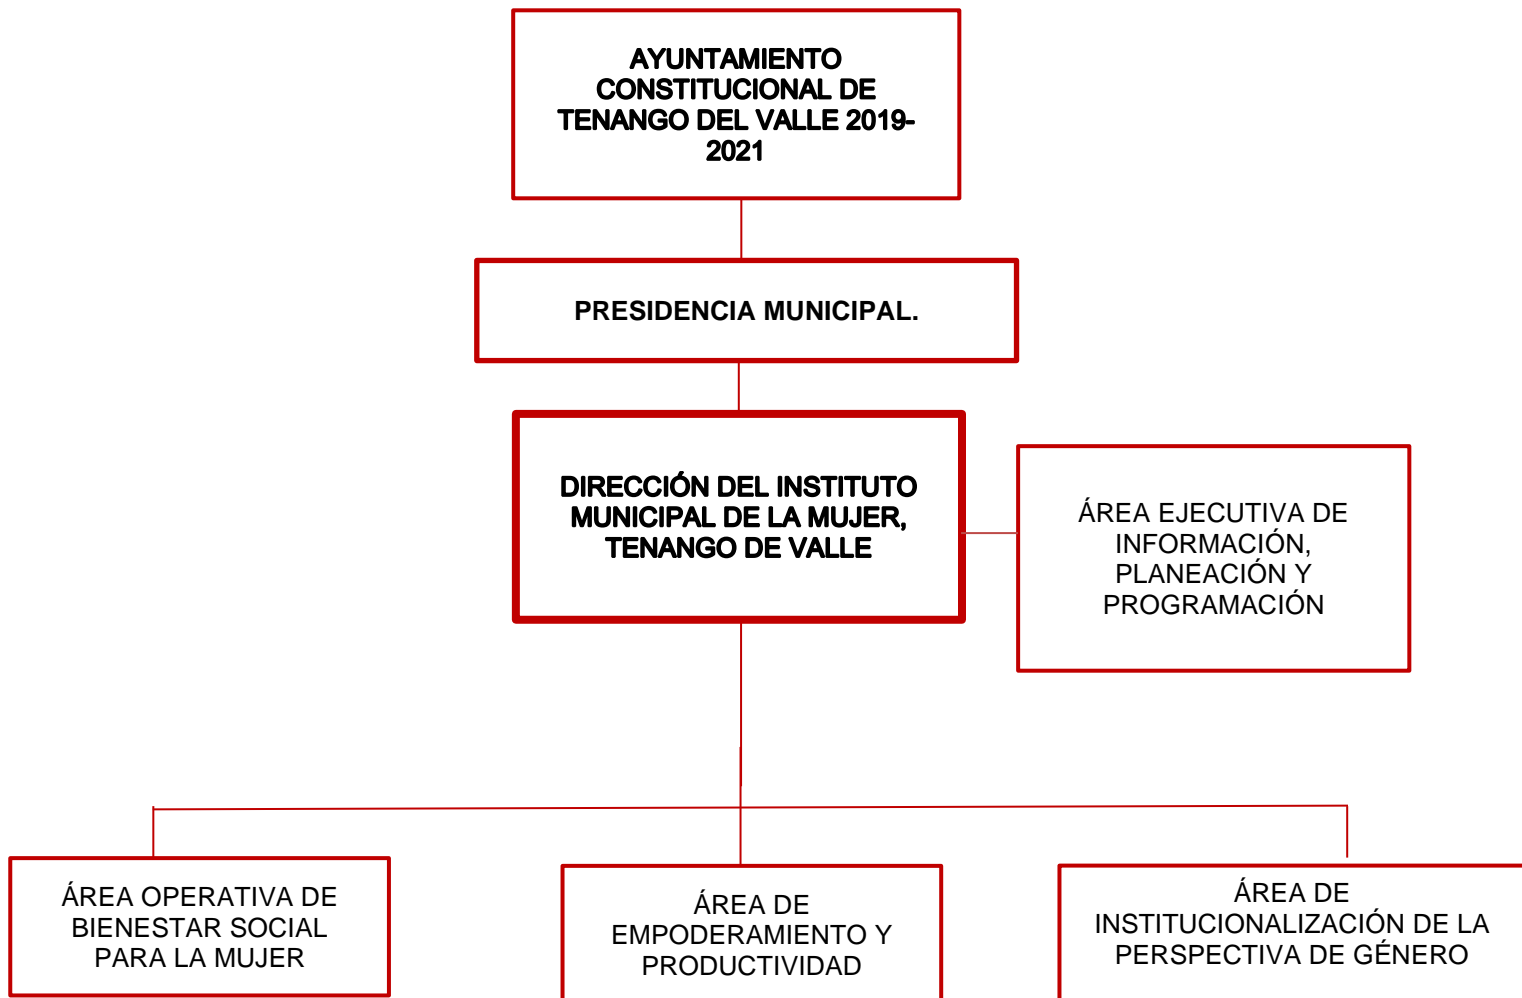 AYUNTAMIENTO
CONSTITUCIONAL DE
TENANGO DEL VALLE 2019-
2021
PRESIDENCIA MUNICIPAL.
DIRECCIÓN DEL INSTITUTO
MUNICIPAL DE LA MUJER,
TENANGO DE VALLE
ÁREA EJECUTIVA DE
INFORMACIÓN,
PLANEACIÓN Y
PROGRAMACIÓN
ÁREA OPERATIVA DE
BIENESTAR SOCIAL
PARA LA MUJER
ÁREA DE
EMPODERAMIENTO Y
PRODUCTIVIDAD
ÁREA DE
INSTITUCIONALIZACIÓN DE LA
PERSPECTIVA DE GÉNERO